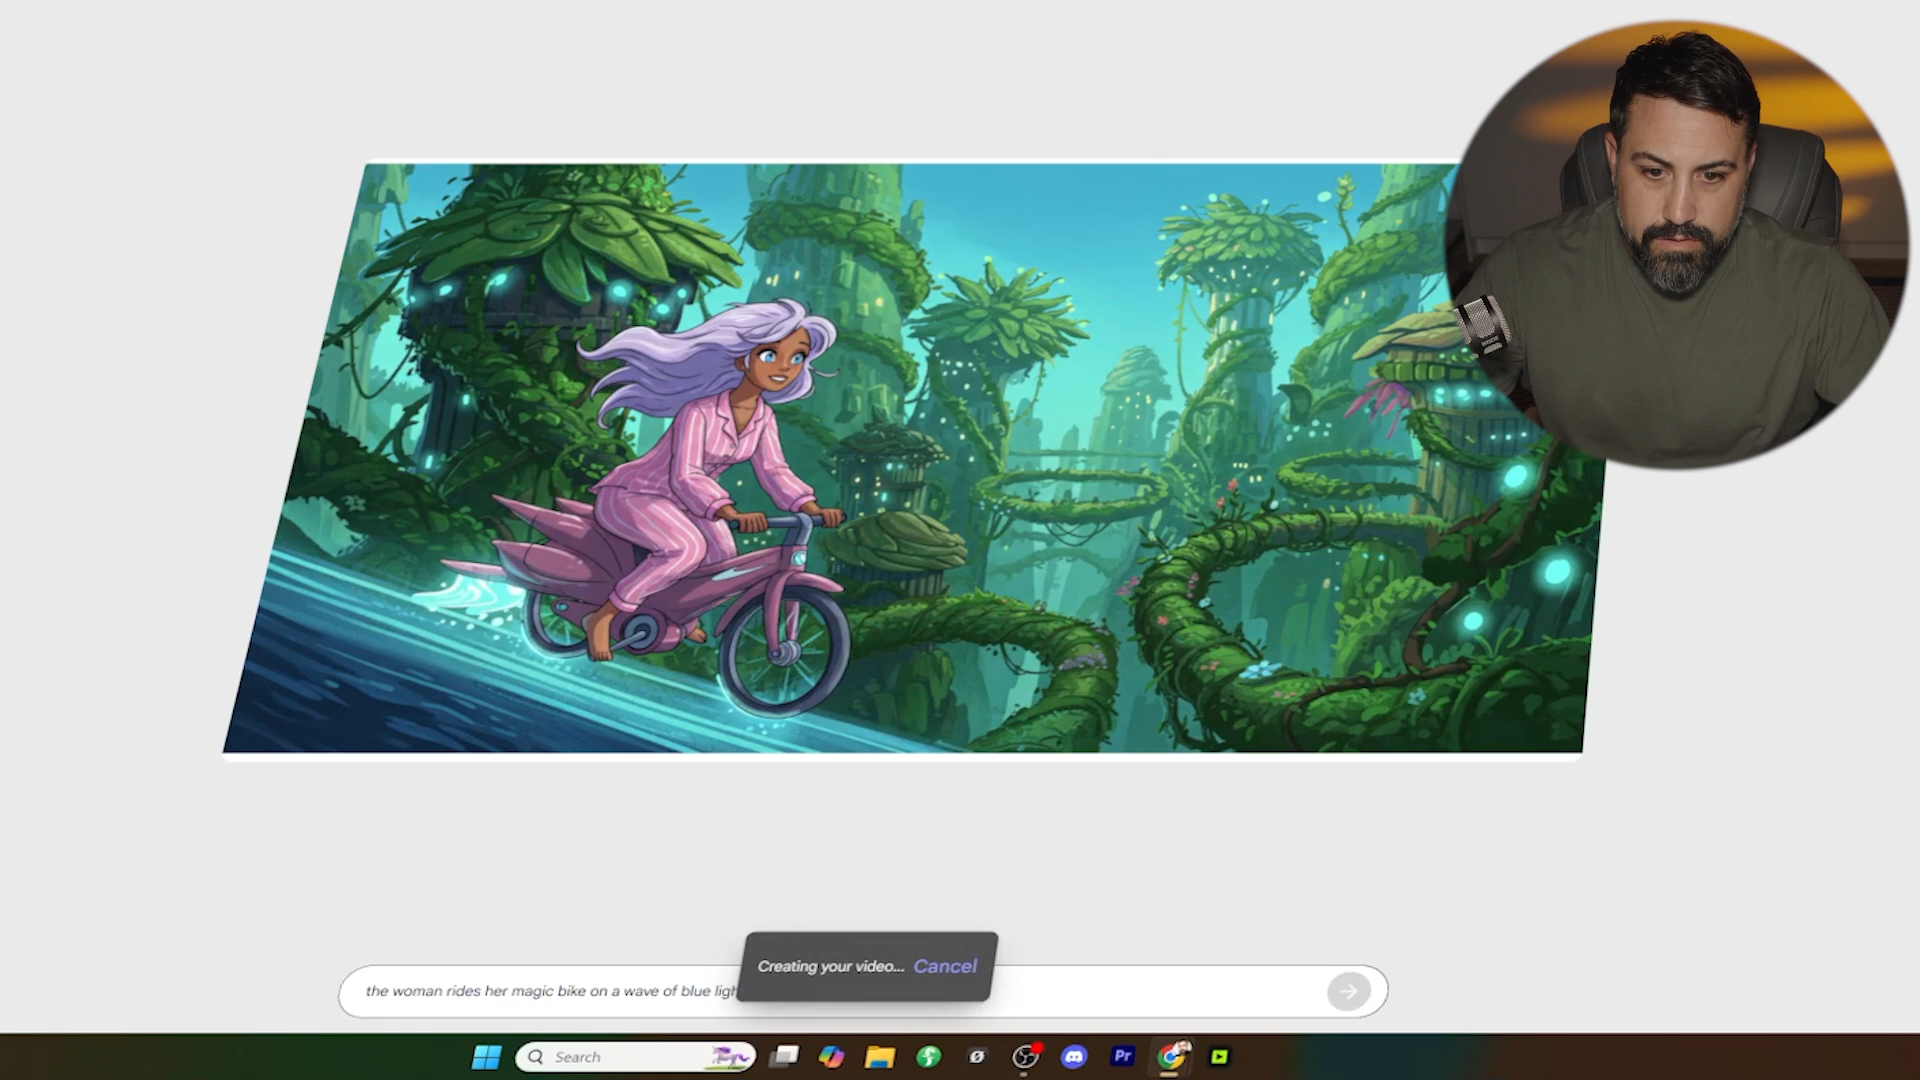 Creating your video... Cancel
the woman rides her magic bike on a wave of blue ligh
Search
Pr